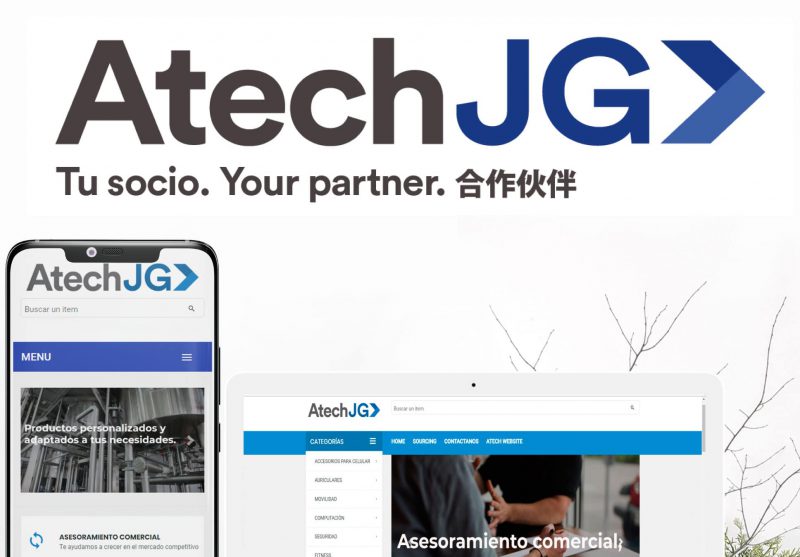 AtechJG
Tu socio. Your partner. 合作伙伴
AtechJG
Buscar un item
MENU
Productos personalizados y
adaptados a tus necesidades.
ASESORAMIENTO COMERCIAL
Te ayudamos a crecer en el mercado competitivo
AtechJG
Buscar un item
CATEGORÍAS
HOME SOURCING CONTACTANOS ATECH WEBSITE
ACCESORIOS PARA CELULAR
AURICULARES
MOVILIDAD
COMPUTACIÓN
SEGURIDAD
FITNESS
Asesoramiento comercial,